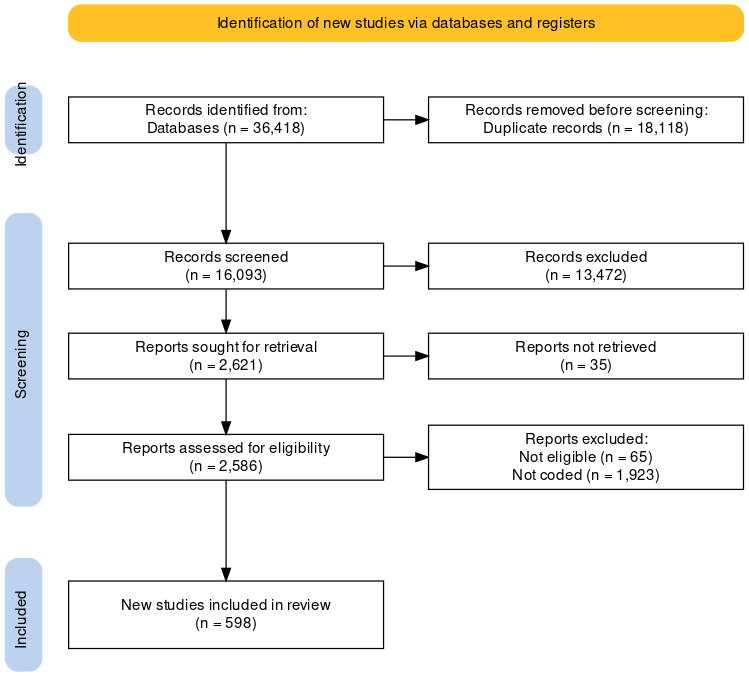 Identification of new studies via databases and registers
Identification
Records identified from:
Databases (n = 36,418)
Records removed before screening:
Duplicate records (n = 18,118)
Screening
Records screened
(n = 16,093)
Records excluded
(n = 13,472)
Reports sought for retrieval
(n = 2,621)
Reports not retrieved
(n = 35)
Reports assessed for eligibility
(n = 2,586)
Reports excluded:
Not eligible (n = 65)
Not coded (n = 1,923)
Included
New studies included in review
(n = 598)